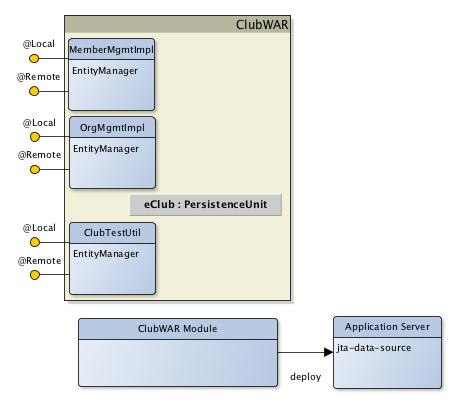 ClubWAR
@Local
MemberMgmtImpl
@Remote
EntityManager
@Local
OrgMgmtImpl
@Remote
EntityManager
eClub : PersistenceUnit
@Local
ClubTestUtil
@Remote
EntityManager
ClubWAR Module
Application Server
jta-data-source
deploy